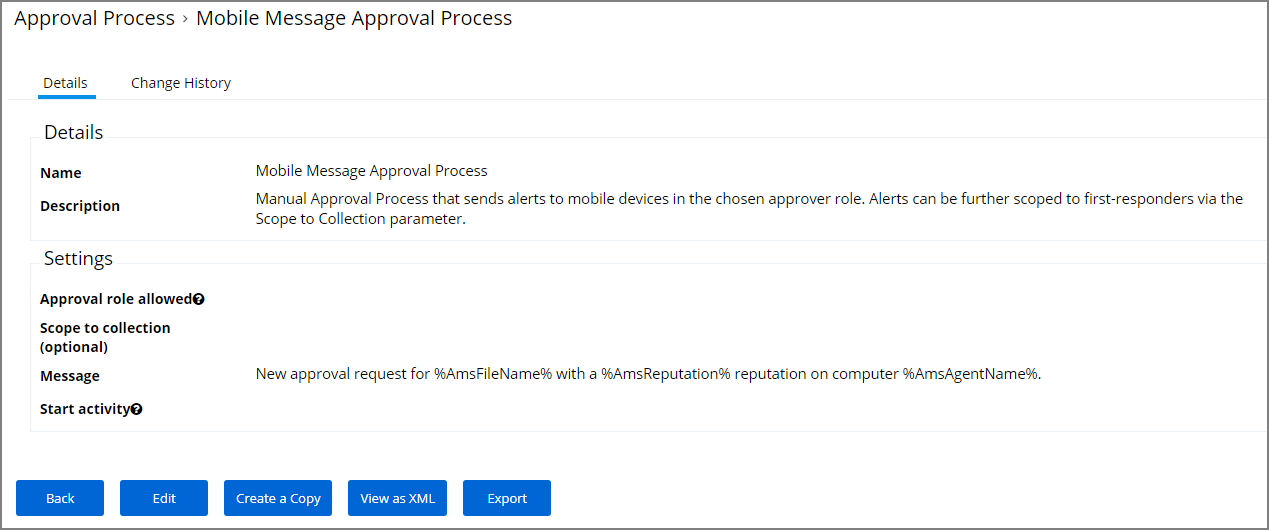 Approval Process › Mobile Message Approval Process
Details Change History
Details
Name Mobile Message Approval Process
Description Manual Approval Process that sends alerts to mobile devices in the chosen approver role. Alerts can be further scoped to first-responders via the
Scope to Collection parameter.
Settings
Approval role allowed
Scope to collection
(optional)
Message New approval request for %AmsFileName% with a %AmsReputation% reputation on computer %AmsAgentName%.
Start activity
Back Edit Create a Copy View as XML Export